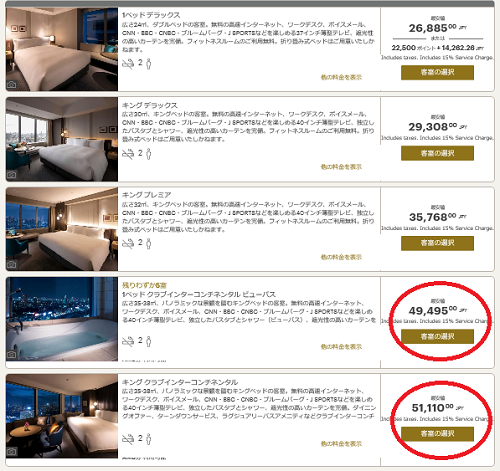 1ベッド デラックス
広さ24㎡、ダブルベッドの客室。無料の高速インターネット、ワークデスク、ボイスメール、
CNN・BBC・CNBC・ブルームバーグ・J SPORTSなどを楽しめる37インチ薄型テレビ、遮光性
の高いカーテンを完備。フィットネスルームのご利用無料。折り畳み式ベッドはご用意いたしかね
ます。
2
他の料金を表示
最安値
26,885.00 JPY
または
22,500 ポイント + 14,262.26 JPY
Includes taxes. Includes 15% Service Charge.
客室の選択
キング デラックス
広さ30㎡、キングベッドの客室。無料の高速インターネット、ワークデスク、ボイスメール、
CNN・BBC・CNBC・ブルームバーグ・J SPORTSなどを楽しめる40インチ薄型テレビ、独立し
たバスタブとシャワー、遮光性の高いカーテンを完備。フィットネスルームのご利用無料。折り
畳み式ベッドはご用意いたしかねます。
2
他の料金を表示
最安値
29,308.00 JPY
Includes taxes. Includes 15% Service Charge.
客室の選択
キング プレミア
広さ32㎡、キングベッドの客室。無料の高速インターネット、ワークデスク、ボイスメール、
CNN・BBC・CNBC・ブルームバーグ・J SPORTSなどを楽しめる40インチ薄型テレビ、独立し
たバスタブとシャワー、遮光性の高いカーテンを完備。フィットネスルームのご利用無料。折り
畳み式ベッドはご用意いたしかねます。
2
他の料金を表示
最安値
35,768.00 JPY
Includes taxes. Includes 15% Service Charge.
客室の選択
残りわずか5室
1ベッド クラブインターコンチネンタル ビューバス
広さ35-38㎡、パノラミックな景観を望むキングベッドの客室。無料の高速インターネット、
ワークデスク、ボイスメール、CNN・BBC・CNBC・ブルームバーグ・J SPORTSなどを楽しめ
る40インチ薄型テレビ、独立したバスタブとシャワー（ビューバス）、遮光性の高いカーテンを
2
他の料金を表示
最安値
49,495.00 JPY
Includes taxes. Includes 15% Service Charge.
客室の選択
キング クラブインターコンチネンタル
広さ35-38㎡、パノラミックな景観を望むキングベッドの客室。無料の高速インターネット、ワー
クデスク、ボイスメール、CNN・BBC・CNBC・ブルームバーグ・J SPORTSなどを楽し
める40インチ薄型テレビ、独立したバスタブとシャワー、遮光性の高いカーテンを完備。ダイニン
グオファー、ターンダウンサービス、ラグジュアリーバスアメニティなどクラブインターコンチ
2
他の料金を表示
最安値
51,110.00 JPY
Includes taxes. Includes 15% Service Charge.
客室の選択